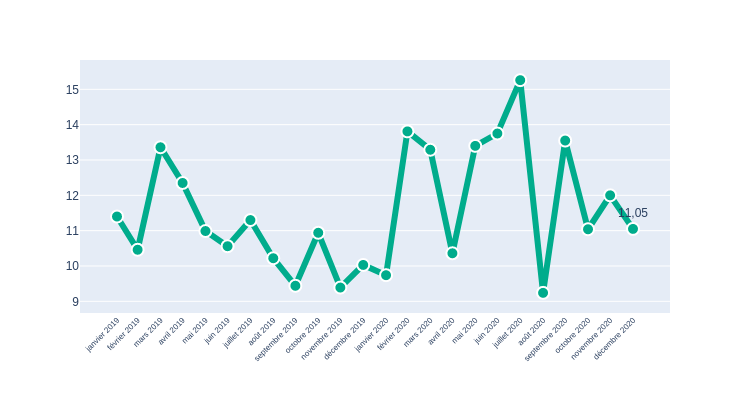 15
14
13
12
11
10
9
11,05
janvier 2019
février 2019
mars 2019
avril 2019
mai 2019
juin 2019
juillet 2019
août 2019
septembre 2019
octobre 2019
novembre 2019
décembre 2019
janvier 2020
février 2020
mars 2020
avril 2020
mai 2020
juin 2020
juillet 2020
août 2020
septembre 2020
octobre 2020
novembre 2020
décembre 2020